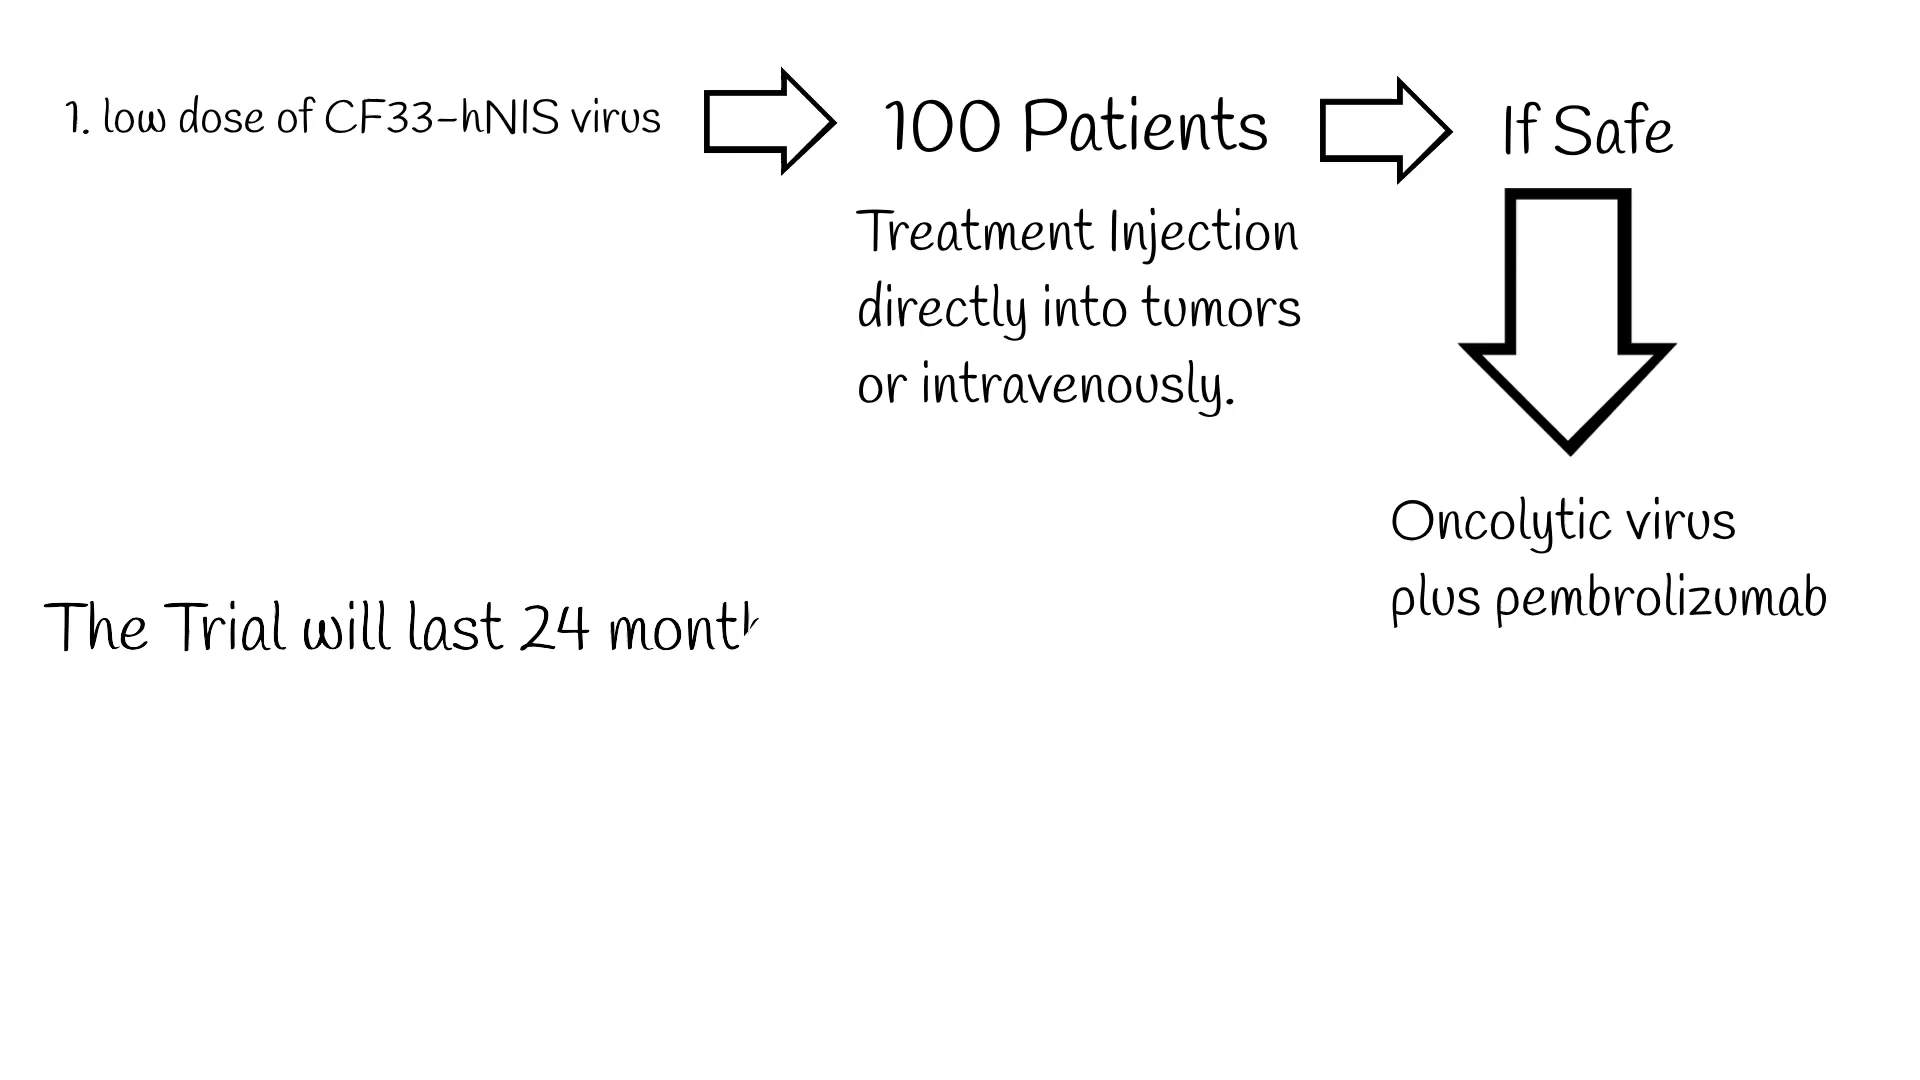 1. low dose of CF33-hNIS virus
100 Patients
If Safe
Treatment Injection
directly into tumors
or intravenously.
Oncolytic virus
plus pembrolizumab
The Trial will last 24 month